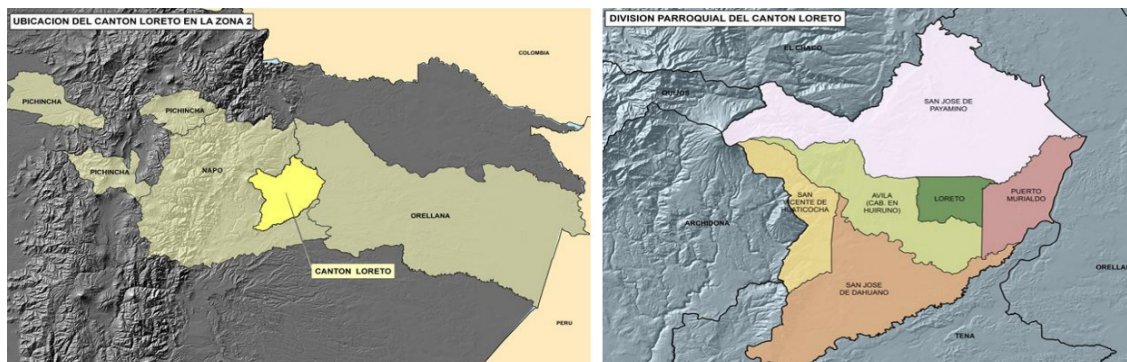 UBICACION DEL CANTON LORETO EN LA ZONA 2
COLOMBIA
PICHINCHA
PICHINCHA
PICHINCHA
NAPO
ORELLANA
CANTON LORETO
PERU
DIVISION PARROQUIAL DEL CANTON LORETO
EL CHACO
QUIJOS
SAN JOSE DE
PAYAMINO
SAN
VICENTE DE
HUATICOCHA
AVILA
(CAB. EN
HUIRUNO)
LORETO
PUERTO
MURIALDO
ARCHIDONA
ORELLA
SAN JOSE
DE DAHUANO
TENA